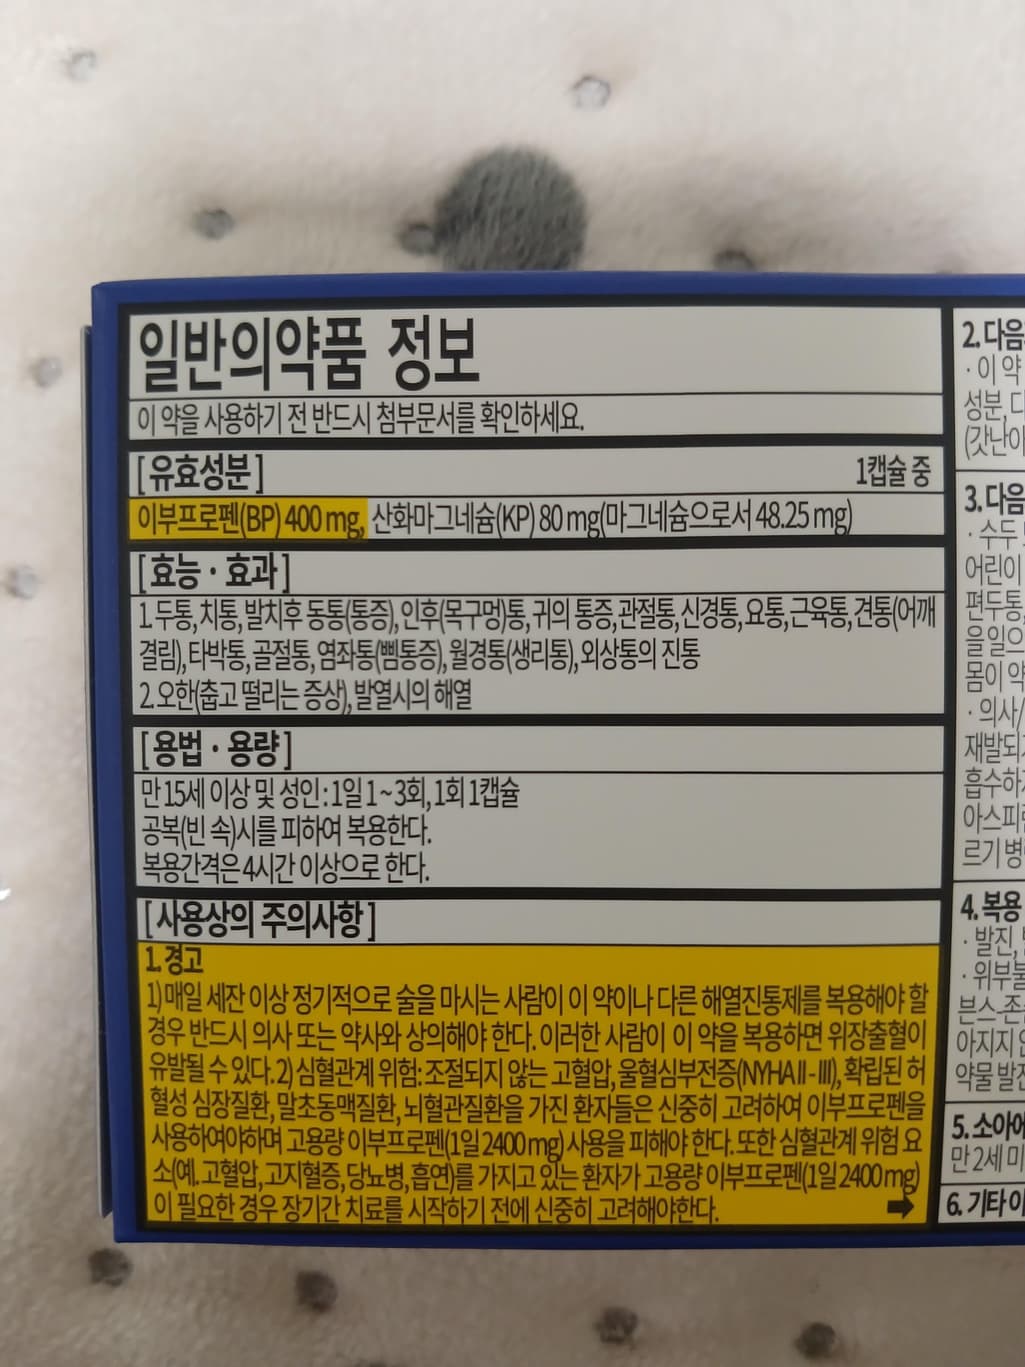 일반의약품 정보
이 약을 사용하기 전 반드시 첨부문서를 확인하세요.
[유효성분] 1캡슐 중
이부프로펜(BP) 400 mg, 산화마그네슘(KP) 80 mg(마그네슘으로서 48.25 mg)
[효능·효과]
1. 두통, 치통, 발치후 동통(통증), 인후(목구멍)통, 귀의 통증, 관절통, 신경통, 요통, 근육통, 견통(어깨
결림), 타박통, 골절통, 염좌통(삠통증), 월경통(생리통), 외상통의 진통
2. 오한(춥고 떨리는 증상), 발열시의 해열
[용법·용량]
만 15세 이상 및 성인 : 1일 1~3회, 1회 1캡슐
공복(빈 속)시를 피하여 복용한다.
복용간격은 4시간 이상으로 한다.
[사용상의 주의사항]
1. 경고
1) 매일 세잔 이상 정기적으로 술을 마시는 사람이 이 약이나 다른 해열진통제를 복용해야 할
경우 반드시 의사 또는 약사와 상의해야 한다. 이러한 사람이 이 약을 복용하면 위장출혈이
유발될 수 있다. 2) 심혈관계 위험: 조절되지 않는 고혈압, 울혈심부전증(NYHA II - III), 확립된 허
혈성 심장질환, 말초동맥질환, 뇌혈관질환을 가진 환자들은 신중히 고려하여 이부프로펜을
사용하여야하며 고용량 이부프로펜(1일 2400 mg) 사용을 피해야 한다. 또한 심혈관계 위험 요
소(예. 고혈압, 고지혈증, 당뇨병, 흡연)를 가지고 있는 환자가 고용량 이부프로펜(1일 2400 mg)
이 필요한 경우 장기간 치료를 시작하기 전에 신중히 고려해야한다.
2. 다음
· 이 약
성분, 다
(갓난아
3. 다음
· 수두
어린이
편두통,
을 일으
몸이 약
· 의사/
재발되
흡수하
아스피
르기 병
4. 복용
· 발진,
· 위부불
븐스-존
아지지
약물 발진
5. 소아에
만 2세 미
6. 기타 이